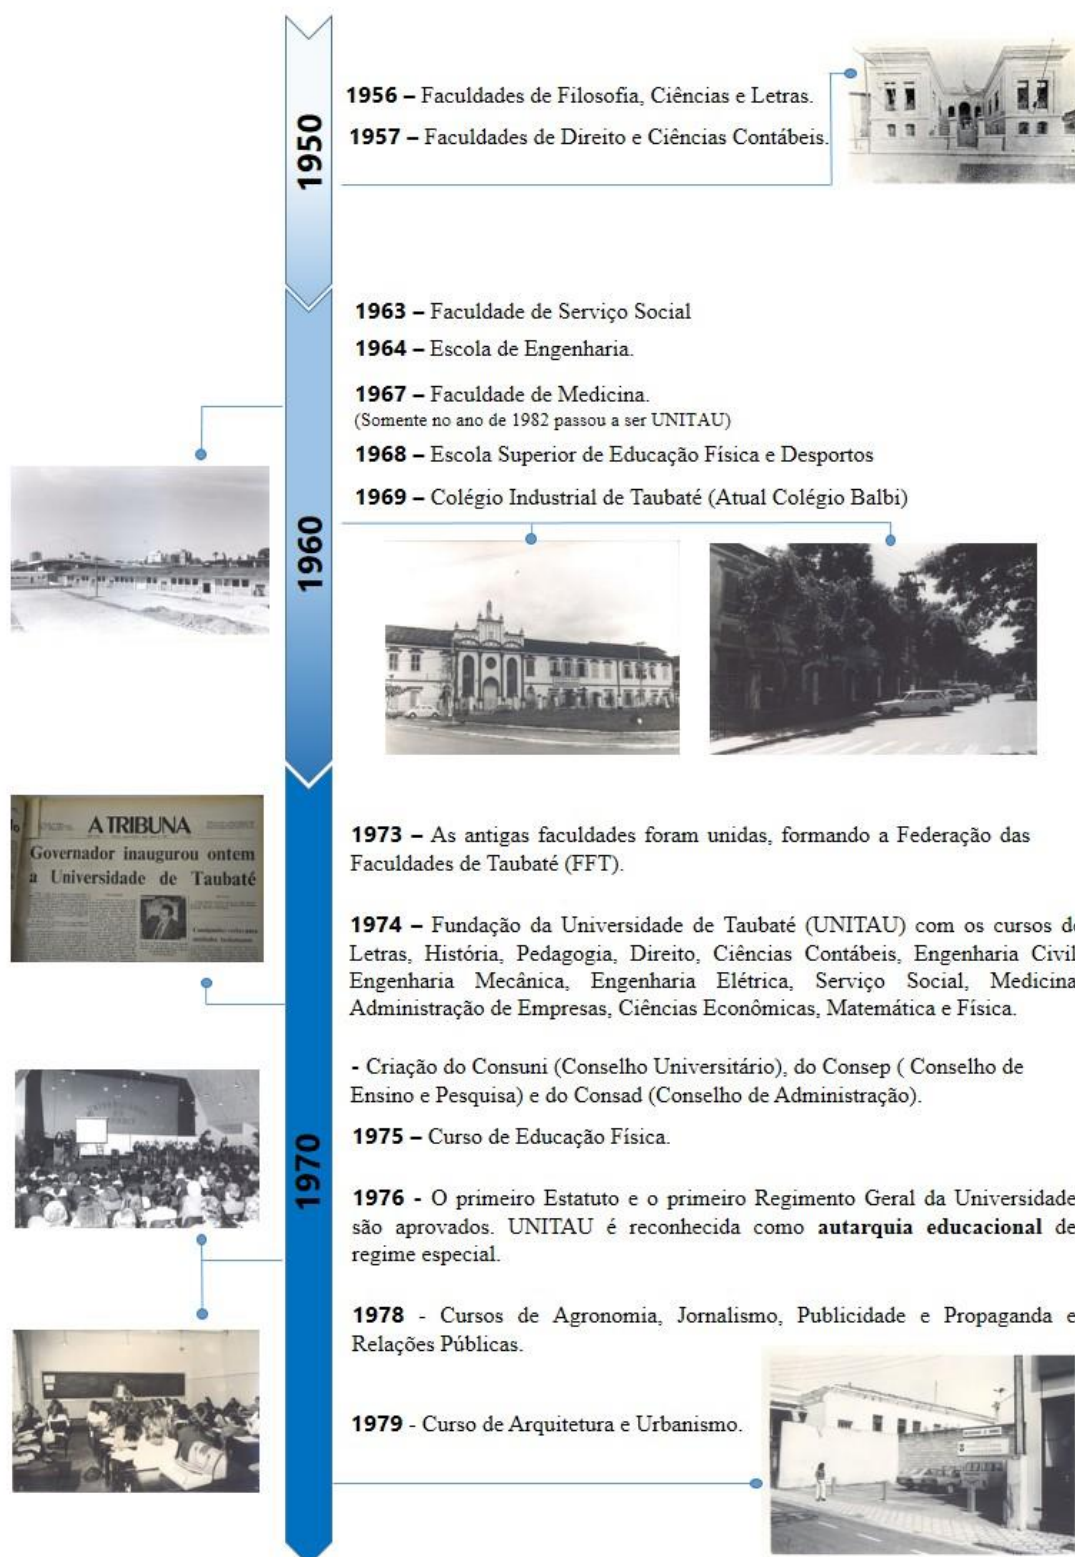 1950
1956 – Faculdades de Filosofia, Ciências e Letras.
1957 – Faculdades de Direito e Ciências Contábeis.
1960
1963 – Faculdade de Serviço Social
1964 – Escola de Engenharia.
1967 – Faculdade de Medicina.
(Somente no ano de 1982 passou a ser UNITAU)
1968 – Escola Superior de Educação Física e Desportos
1969 – Colégio Industrial de Taubaté (Atual Colégio Balbi)
A TRIBUNA
Governador inaugurou ontem
a Universidade de Taubaté
1970
1973 – As antigas faculdades foram unidas, formando a Federação das
Faculdades de Taubaté (FFT).
1974 – Fundação da Universidade de Taubaté (UNITAU) com os cursos de
Letras, História, Pedagogia, Direito, Ciências Contábeis, Engenharia Civil
Engenharia Mecânica, Engenharia Elétrica, Serviço Social, Medicina
Administração de Empresas, Ciências Econômicas, Matemática e Física.
- Criação do Consuni (Conselho Universitário), do Consep ( Conselho de
Ensino e Pesquisa) e do Consad (Conselho de Administração).
1975 – Curso de Educação Física.
1976 - O primeiro Estatuto e o primeiro Regimento Geral da Universidade
são aprovados. UNITAU é reconhecida como autarquia educacional de
regime especial.
1978 - Cursos de Agronomia, Jornalismo, Publicidade e Propaganda e
Relações Públicas.
1979 - Curso de Arquitetura e Urbanismo.